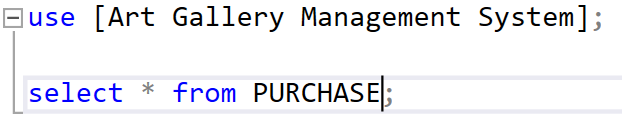 use [Art Gallery Management System];
select * from PURCHASE;